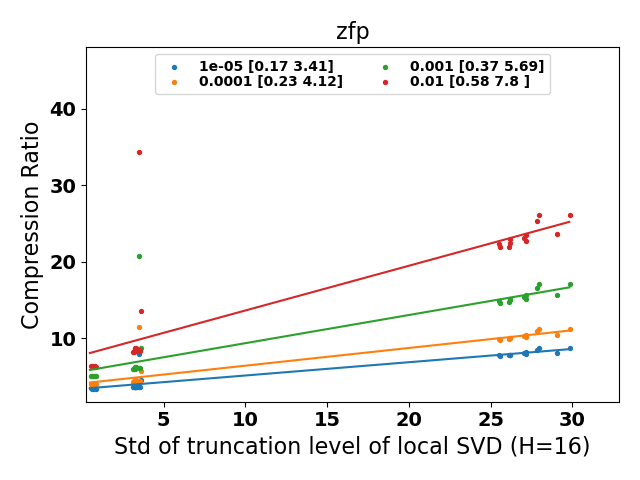 zfp
1e-05 [0.17 3.41]
0.0001 [0.23 4.12]
0.001 [0.37 5.69]
0.01 [0.58 7.8 ]
Compression Ratio
40
30
20
10
5 10 15 20 25 30
Std of truncation level of local SVD (H=16)